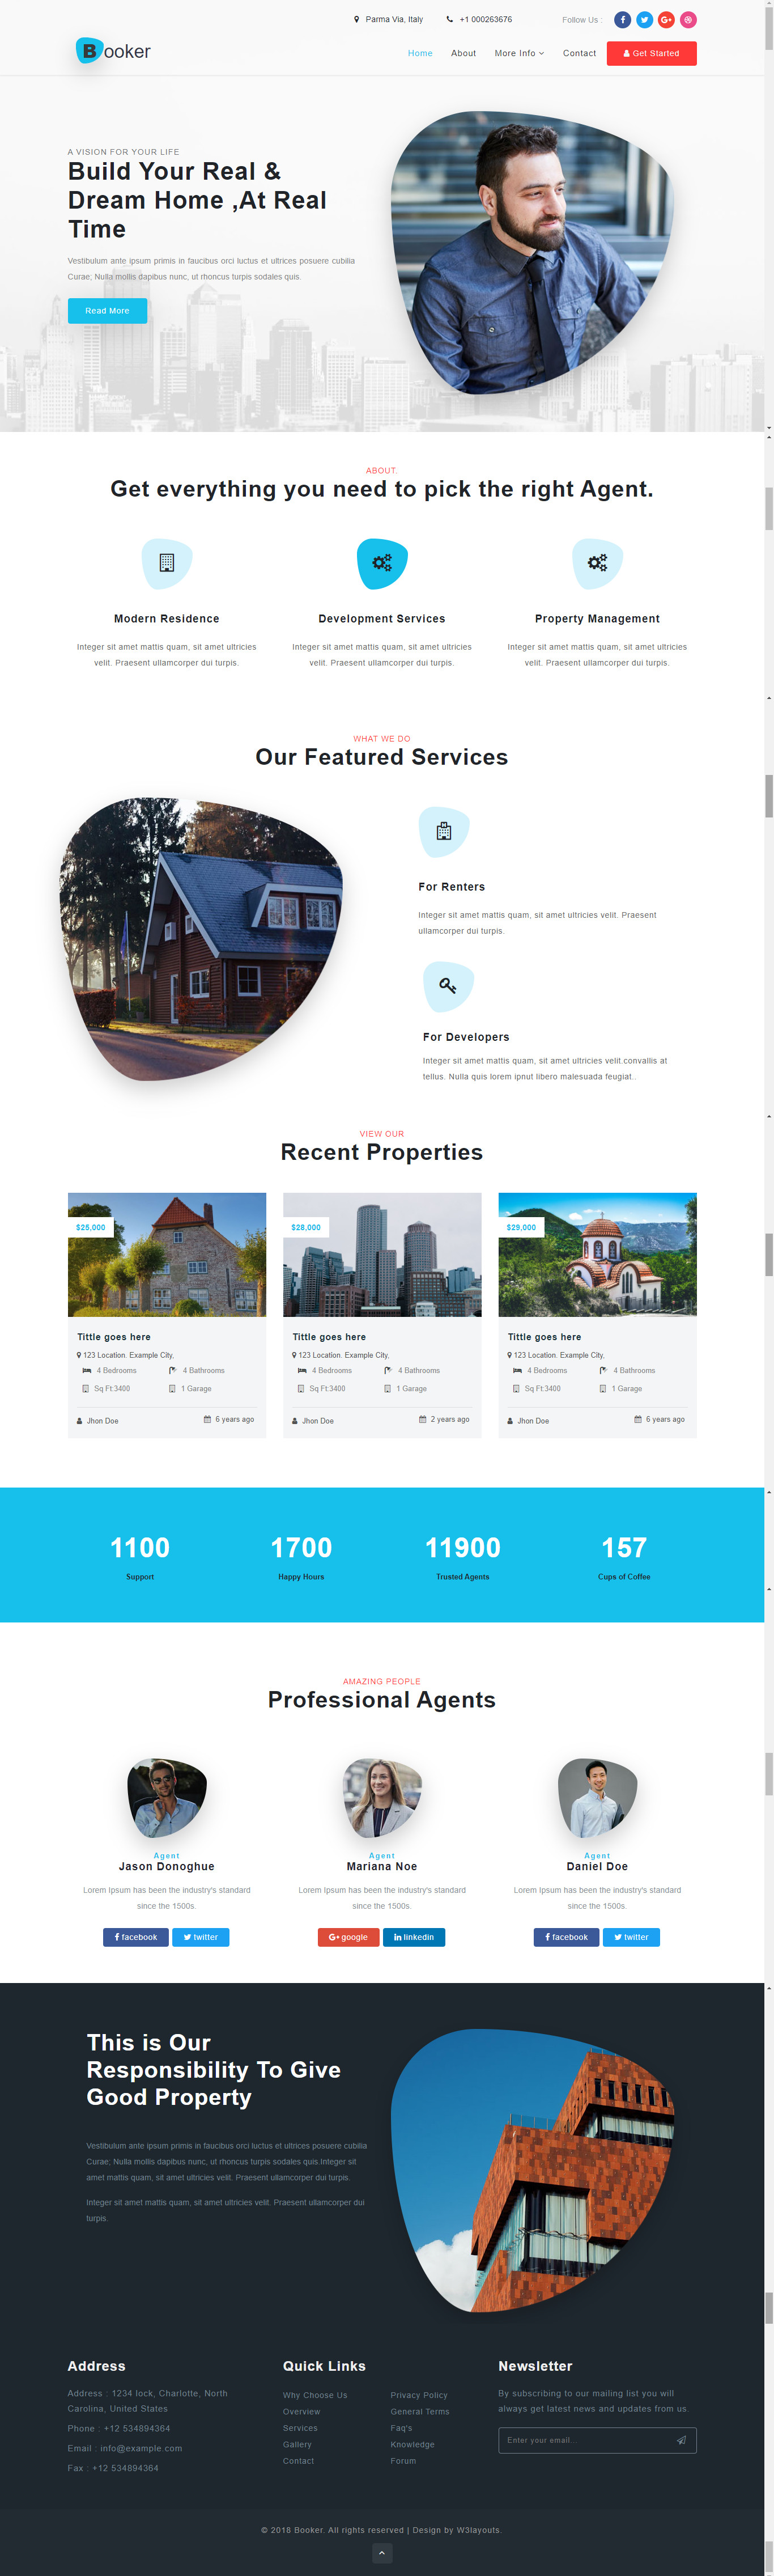 Parma Via, Italy +1 000263676 Follow Us :
Booker
Home About More Info Contact Get Started
A VISION FOR YOUR LIFE
Build Your Real &
Dream Home ,At Real
Time
Vestibulum ante ipsum primis in faucibus orci luctus et ultrices posuere cubilia
Curae; Nulla mollis dapibus nunc, ut rhoncus turpis sodales quis.
Read More
ABOUT.
Get everything you need to pick the right Agent.
Modern Residence
Integer sit amet mattis quam, sit amet ultricies
velit. Praesent ullamcorper dui turpis.
Development Services
Integer sit amet mattis quam, sit amet ultricies
velit. Praesent ullamcorper dui turpis.
Property Management
Integer sit amet mattis quam, sit amet ultricies
velit. Praesent ullamcorper dui turpis.
WHAT WE DO
Our Featured Services
For Renters
Integer sit amet mattis quam, sit amet ultricies velit. Praesent
ullamcorper dui turpis.
For Developers
Integer sit amet mattis quam, sit amet ultricies velit.convallis at
tellus. Nulla quis lorem ipnut libero malesuada feugiat..
VIEW OUR
Recent Properties
$25,000
Tittle goes here
123 Location. Example City,
4 Bedrooms 4 Bathrooms
Sq Ft:3400 1 Garage
Jhon Doe 6 years ago
$28,000
Tittle goes here
123 Location. Example City,
4 Bedrooms 4 Bathrooms
Sq Ft:3400 1 Garage
Jhon Doe 2 years ago
$29,000
Tittle goes here
123 Location. Example City,
4 Bedrooms 4 Bathrooms
Sq Ft:3400 1 Garage
Jhon Doe 6 years ago
1100
Support
1700
Happy Hours
11900
Trusted Agents
157
Cups of Coffee
AMAZING PEOPLE
Professional Agents
Agent
Jason Donoghue
Lorem Ipsum has been the industry's standard
since the 1500s.
facebook twitter
Agent
Mariana Noe
Lorem Ipsum has been the industry's standard
since the 1500s.
google linkedin
Agent
Daniel Doe
Lorem Ipsum has been the industry's standard
since the 1500s.
facebook twitter
This is Our
Responsibility To Give
Good Property
Vestibulum ante ipsum primis in faucibus orci luctus et ultrices posuere cubilia
Curae; Nulla mollis dapibus nunc, ut rhoncus turpis sodales quis.Integer sit
amet mattis quam, sit amet ultricies velit. Praesent ullamcorper dui turpis.
Integer sit amet mattis quam, sit amet ultricies velit. Praesent ullamcorper dui
turpis.
Address
Address : 1234 lock, Charlotte, North
Carolina, United States
Phone : +12 534894364
Email : info@example.com
Fax : +12 534894364
Quick Links
Why Choose Us
Overview
Services
Gallery
Contact
Privacy Policy
General Terms
Faq's
Knowledge
Forum
Newsletter
By subscribing to our mailing list you will
always get latest news and updates from us.
Enter your email...
© 2018 Booker. All rights reserved | Design by W3layouts.